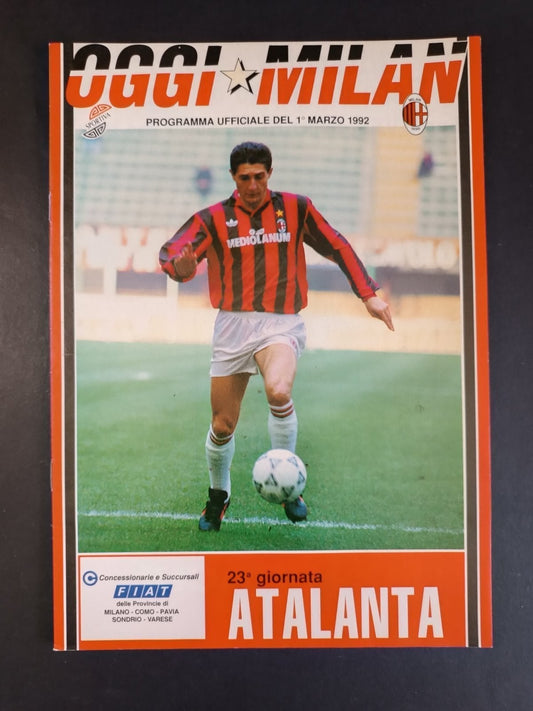 OGGI MILAN
SPORTIVA
PROGRAMMA UFFICIALE DEL 1° MARZO 1992
MEDIOLANUM
Concessionarie e Succursali
FIAT
delle Provincie di
MILANO - COMO - PAVIA
SONDRIO - VARESE
23ª giornata
ATALANTA